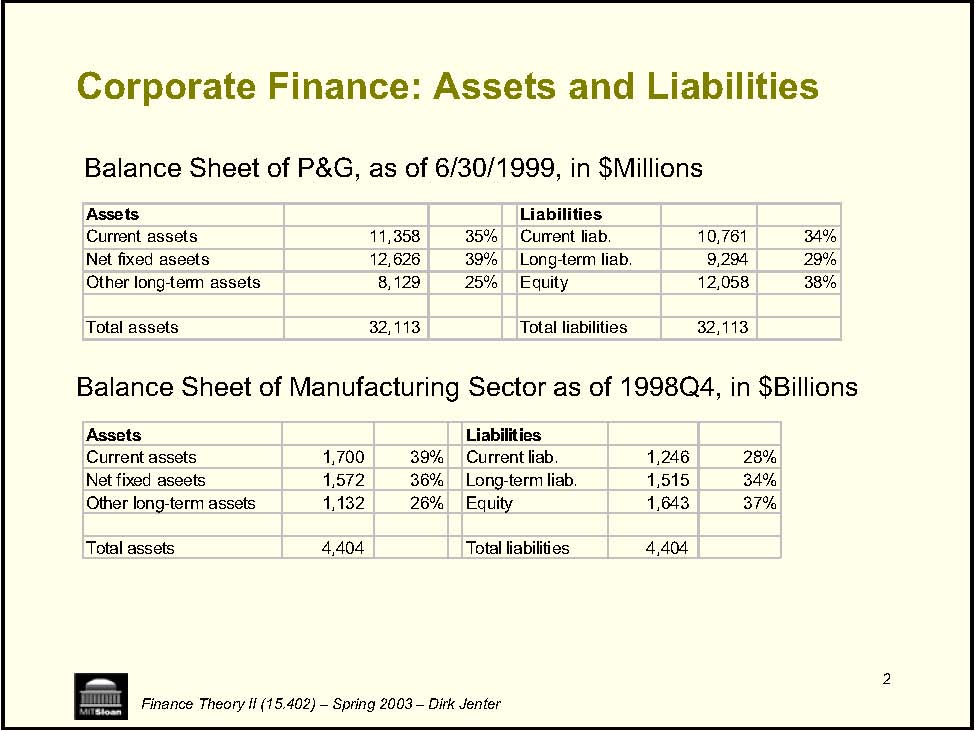 Corporate Finance: Assets and Liabilities
Balance Sheet of P&G, as of 6/30/1999, in $Millions
Assets Liabilities
Current assets 11,358 35% Current liab. 10,761 34%
Net fixed aseets 12,626 39% Long-term liab. 9,294 29%
Other long-term assets 8,129 25% Equity 12,058 38%
Total assets 32,113 Total liabilities 32,113
Balance Sheet of Manufacturing Sector as of 1998Q4, in $Billions
Assets Liabilities
Current assets 1,700 39% Current liab. 1,246 28%
Net fixed aseets 1,572 36% Long-term liab. 1,515 34%
Other long-term assets 1,132 26% Equity 1,643 37%
Total assets 4,404 Total liabilities 4,404
2
MITSloan
Finance Theory II (15.402) – Spring 2003 – Dirk Jenter